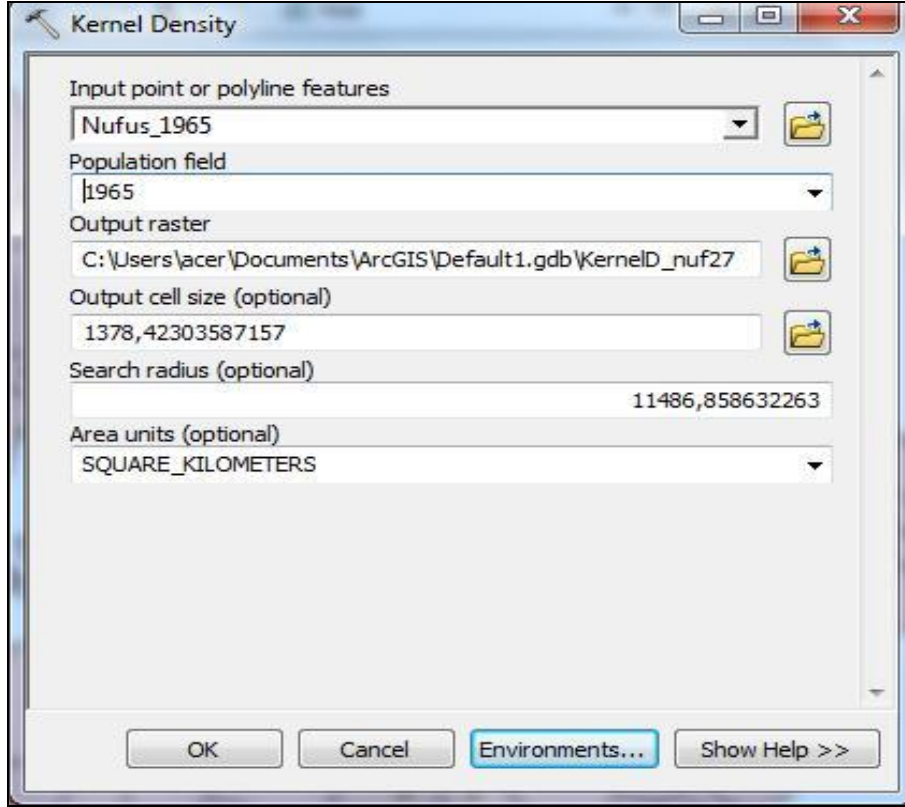 Kernel Density
Input point or polyline features
Nufus_1965
Population field
1965
Output raster
C:\Users\acer\Documents\ArcGIS\Default1.gdb\KernelD_nuf27
Output cell size (optional)
1378,42303587157
Search radius (optional)
11486,858632263
Area units (optional)
SQUARE_KILOMETERS
OK
Cancel
Environments...
Show Help >>